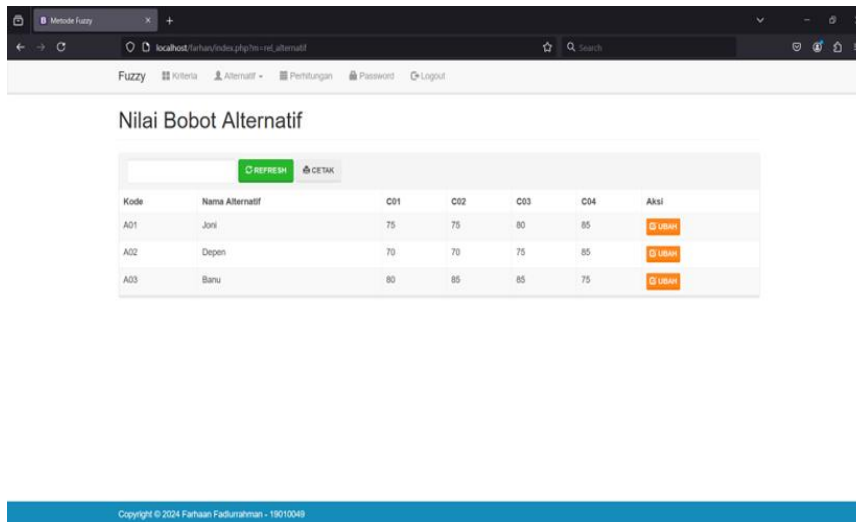 Metode Fuzzy
localhost/farhan/index.php?m=rel_alternatif
Search
Fuzzy Kriteria Alternatif Perhitungan Password Logout
Nilai Bobot Alternatif
REFRESH CETAK
Kode Nama Alternatif C01 C02 C03 C04 Aksi
A01 Joni 75 75 80 85 UBAH
A02 Depen 70 70 75 85 UBAH
A03 Banu 80 85 85 75 UBAH
Copyright © 2024 Farhaan Fadlurrahman - 19010049